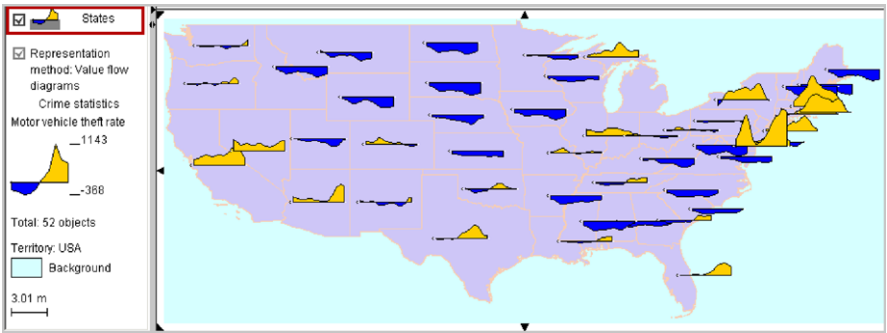 States
Representation
method: Value flow
diagrams
Crime statistics
Motor vehicle theft rate
1143
-368
Total: 52 objects
Territory: USA
Background
3.01 m